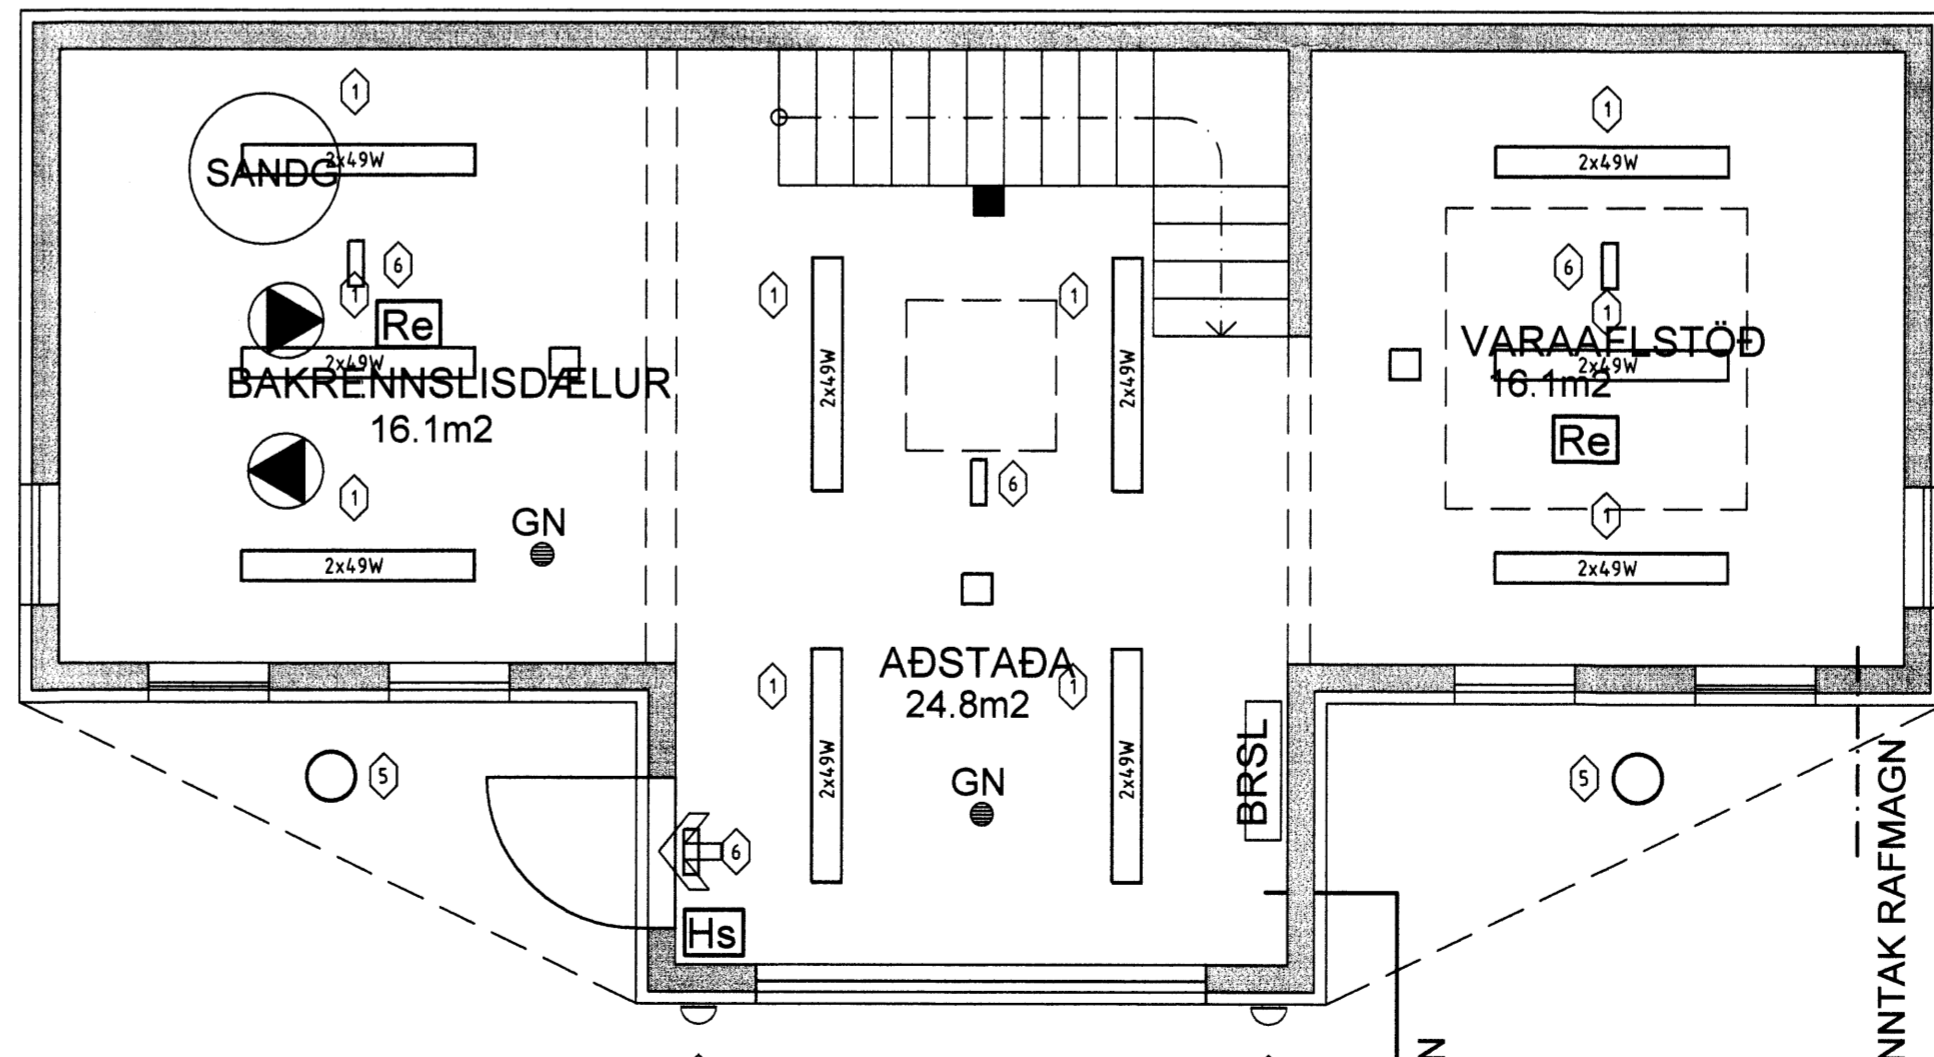 1
1
2x49W
2x49W
SANDG
6
6
1
1
1
1
Re
VARAAFLSTÖÐ
2x49W
2x49W
16.1m2
BAKRENNSLISDÆLUR
16.1m2
2x49W
2x49W
Re
6
1
1
GN
2x49W
2x49W
AÐSTAÐA
24.8m2
1
1
5
5
BRSL
GN
2x49W
2x49W
6
Hs
NNTAK RAFMAGN
N